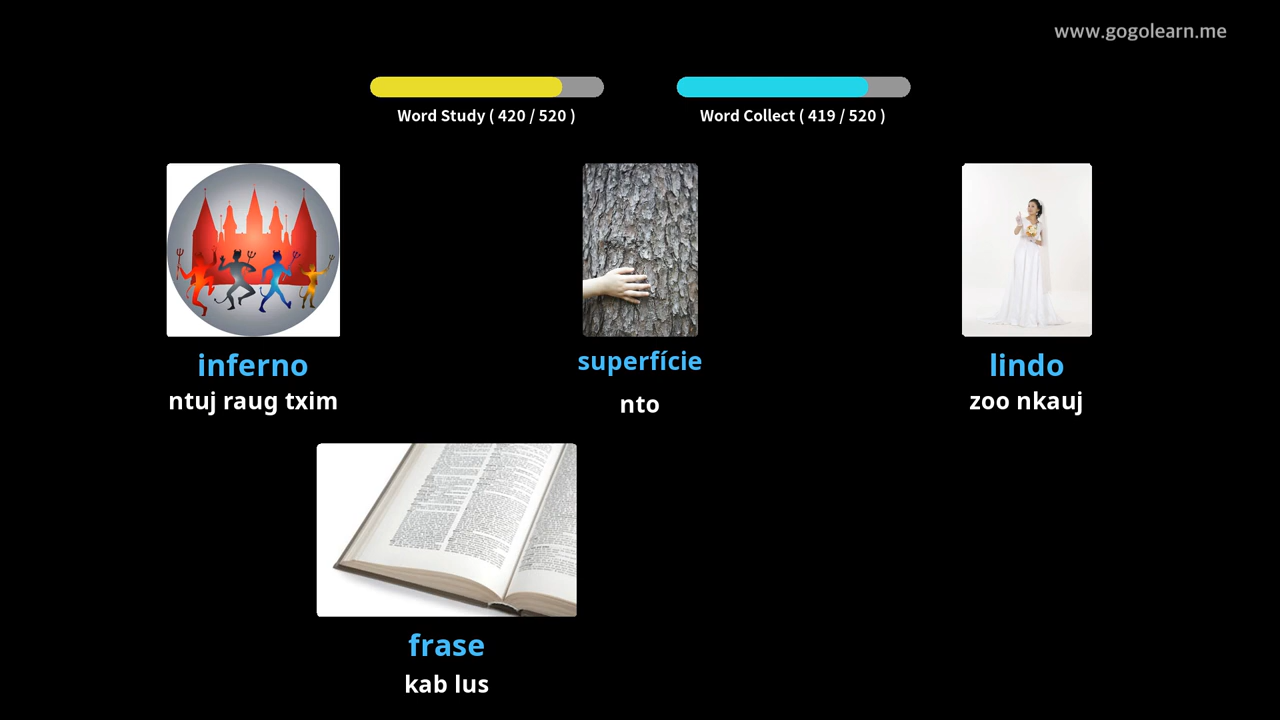 www.gogolearn.me
Word Study ( 420 / 520 )
Word Collect ( 419 / 520 )
inferno
ntuj raug txim
superfície
nto
lindo
zoo nkauj
frase
kab lus